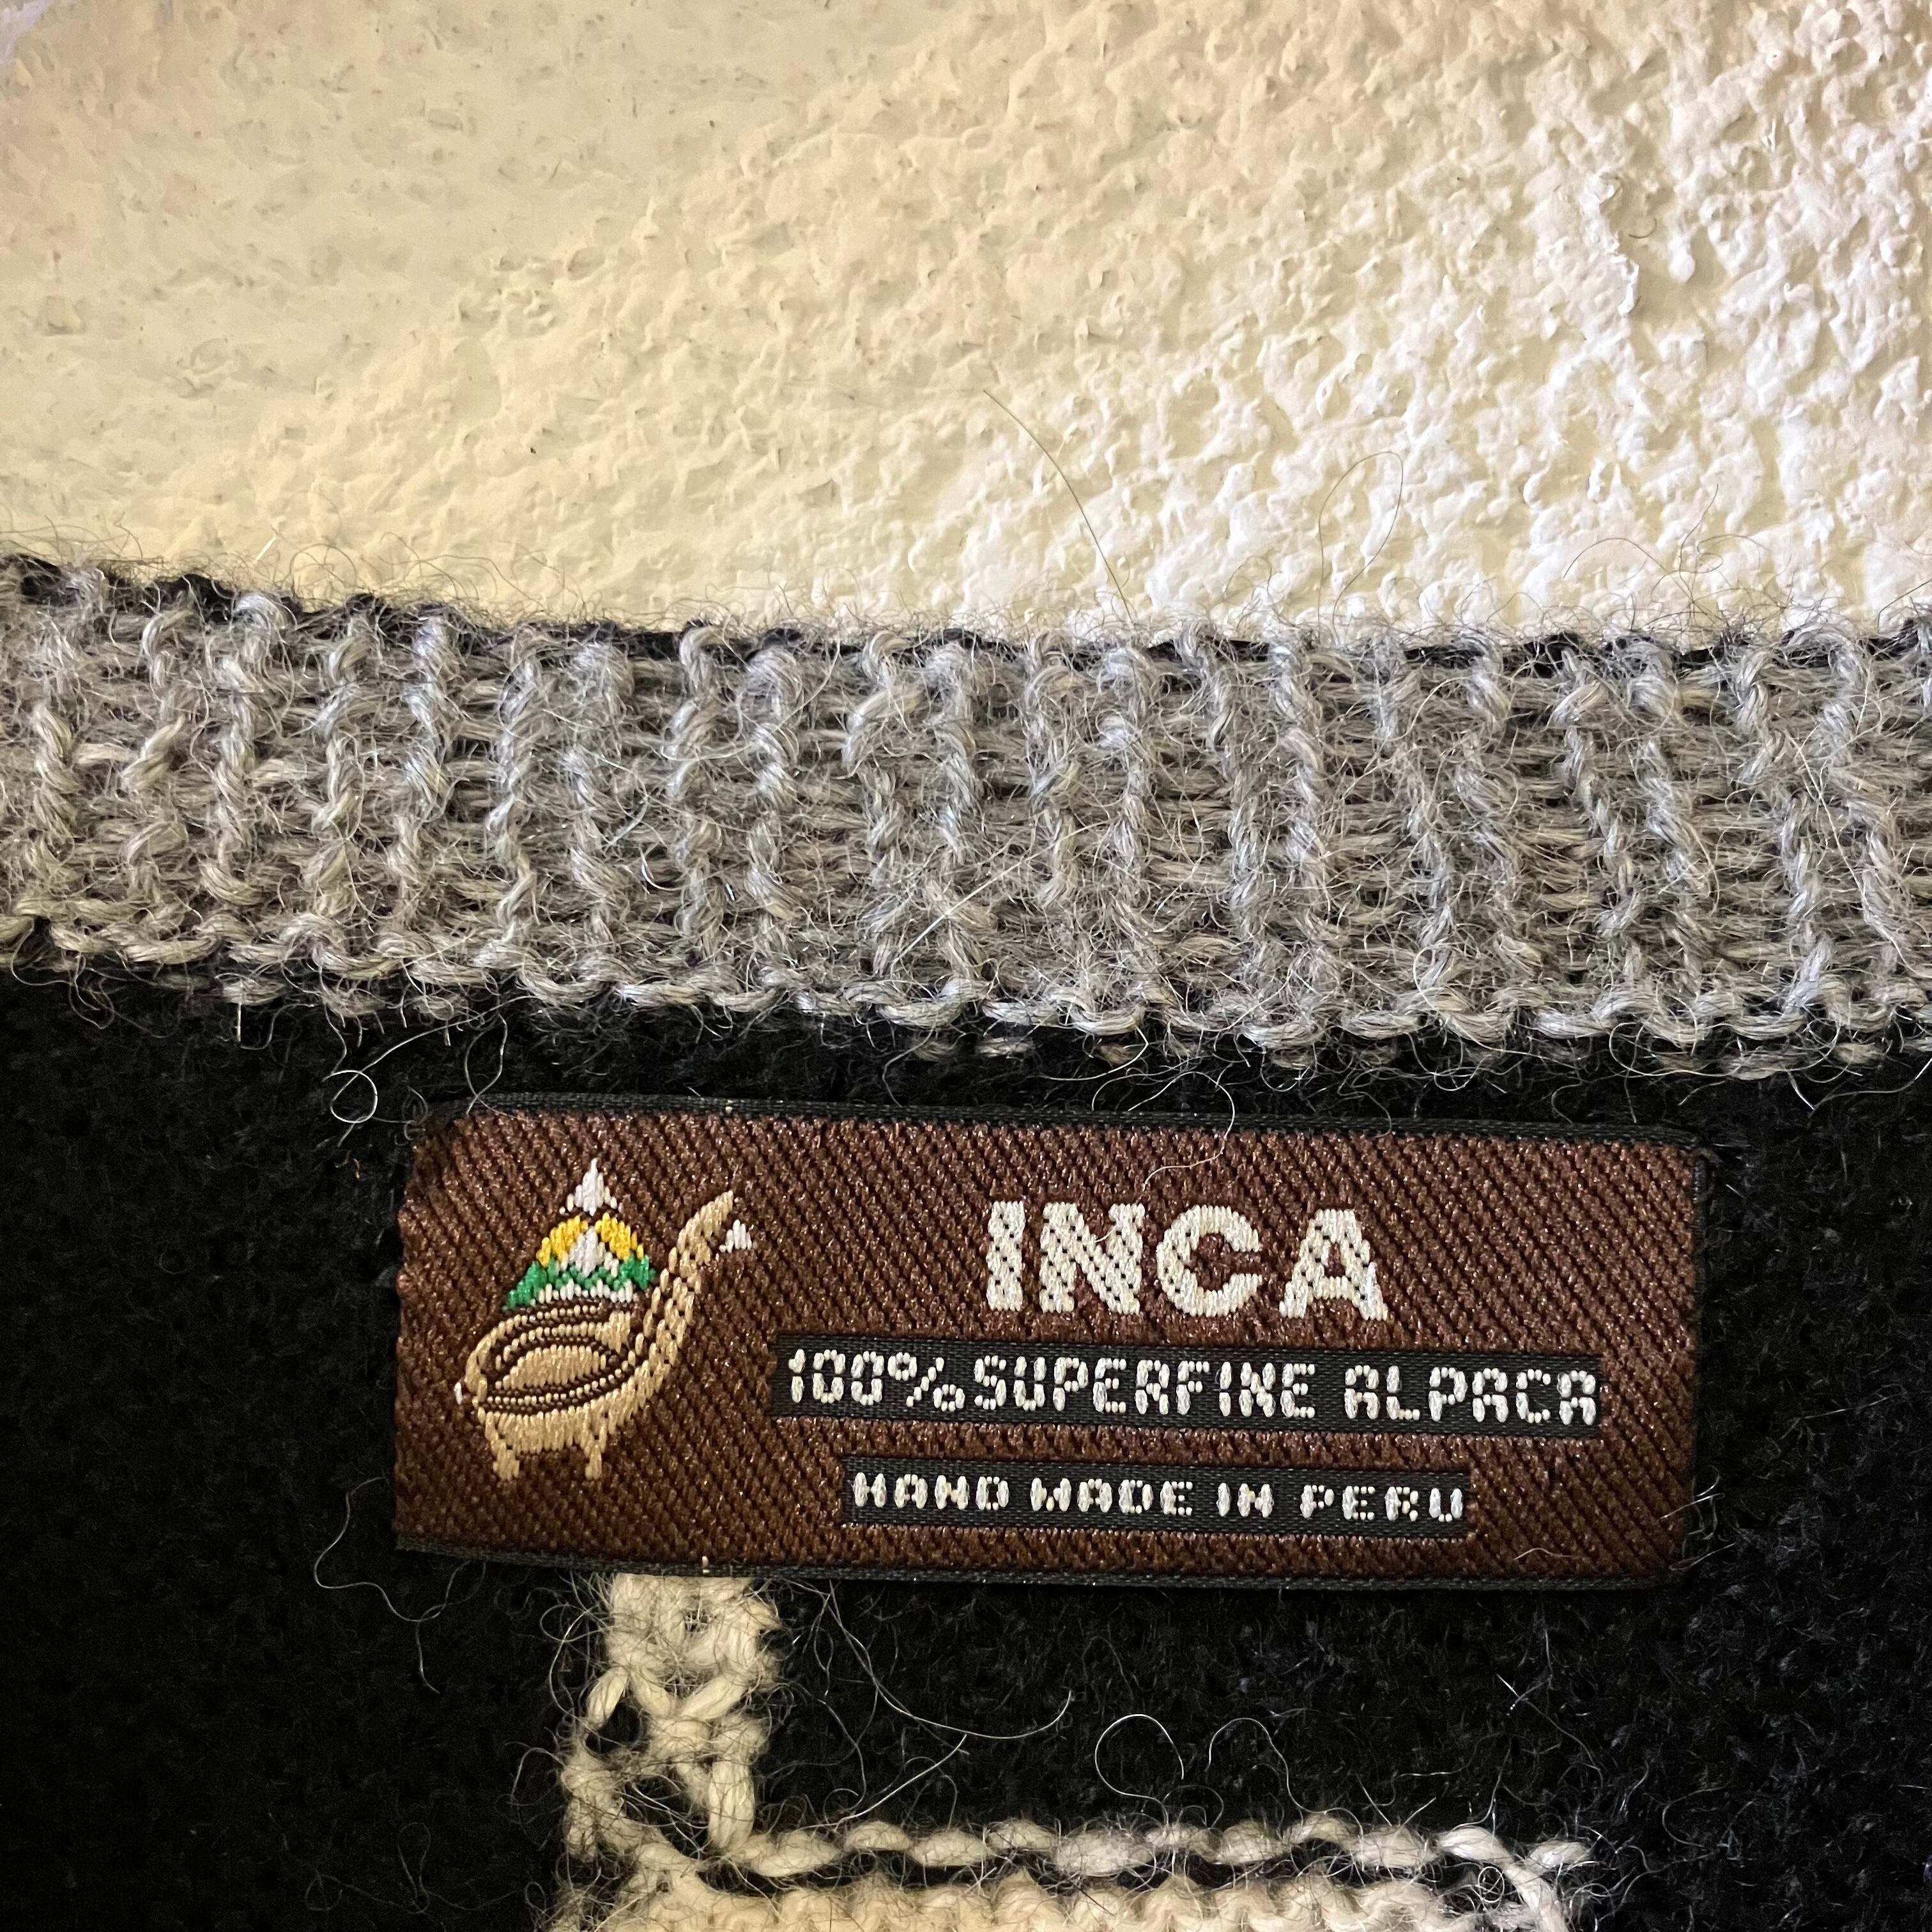 INCA
100% SUPERFINE ALPACA
HAND MADE IN PERU